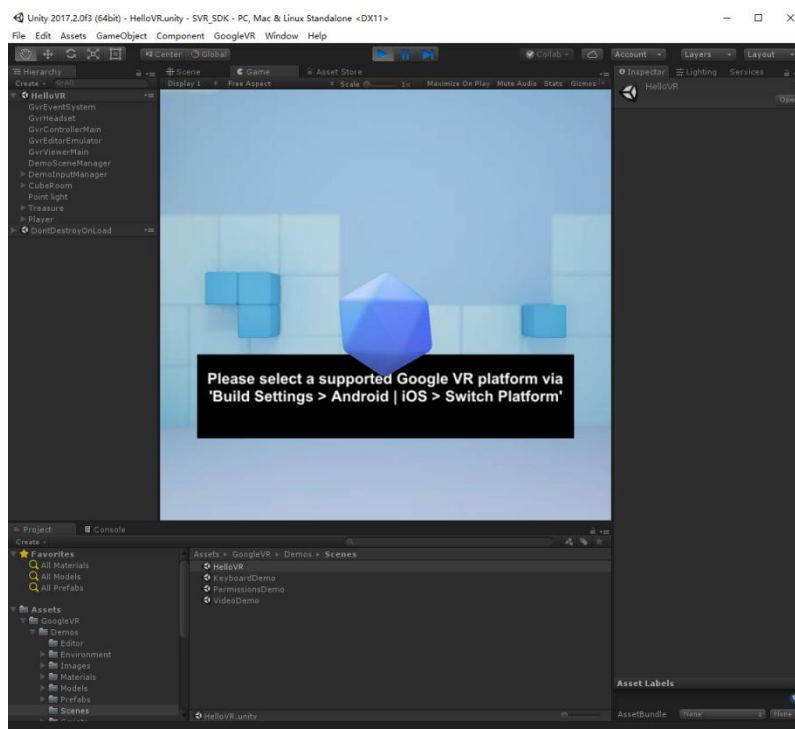 Unity 2017.2.0f3 (64bit) - HelloVR.unity - SVR_SDK - PC, Mac & Linux Standalone <DX11>
File Edit Assets GameObject Component GoogleVR Window Help
Center Global
Collab
Account
Layers
Layout
Hierarchy
Create
All
HelloVR
GvrEventSystem
GvrHeadset
GvrControllerMain
GvrEditorEmulator
GvrViewerMain
DemoSceneManager
DemoInputManager
CubeRoom
Point light
Treasure
Player
DontDestroyOnLoad
Scene Game Asset Store
Display 1 Free Aspect Scale 1x Maximize On Play Mute Audio Stats Gizmos
Please select a supported Google VR platform via
'Build Settings > Android | iOS > Switch Platform'
Inspector Lighting Services
HelloVR
Ope
Project Console
Create
Favorites
All Materials
All Models
All Prefabs
Assets
GoogleVR
Demos
Editor
Environment
Images
Materials
Models
Prefabs
Scenes
Scripts
Assets GoogleVR Demos Scenes
HelloVR
KeyboardDemo
PermissionsDemo
VideoDemo
HelloVR.unity
Asset Labels
AssetBundle None None